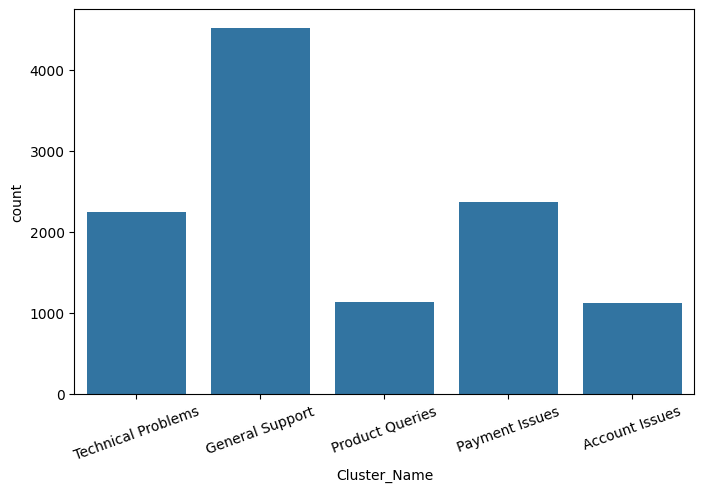 count
4000
3000
2000
1000
0
Technical Problems
General Support
Product Queries
Payment Issues
Account Issues
Cluster_Name